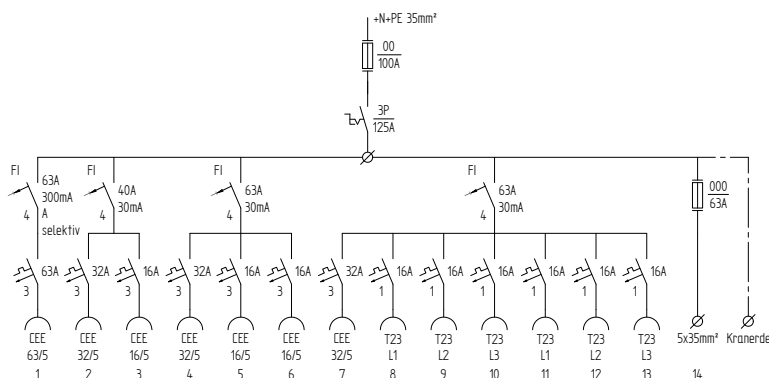 +N+PE 35mm²
00
100A
3P
125A
FI
63A
300mA
A
selektiv
4
FI
40A
30mA
4
FI
63A
30mA
4
FI
63A
30mA
4
000
63A
63A 32A 16A 32A 16A 16A 32A 16A 16A 16A 16A 16A 16A
3 3 3 3 3 3 3 1 1 1 1 1 1
CEE CEE CEE CEE CEE CEE CEE T23 T23 T23 T23 T23 T23 5x35mm² Kranerde
63/5 32/5 16/5 32/5 16/5 16/5 32/5 L1 L2 L3 L1 L2 L3
1 2 3 4 5 6 7 8 9 10 11 12 13 14